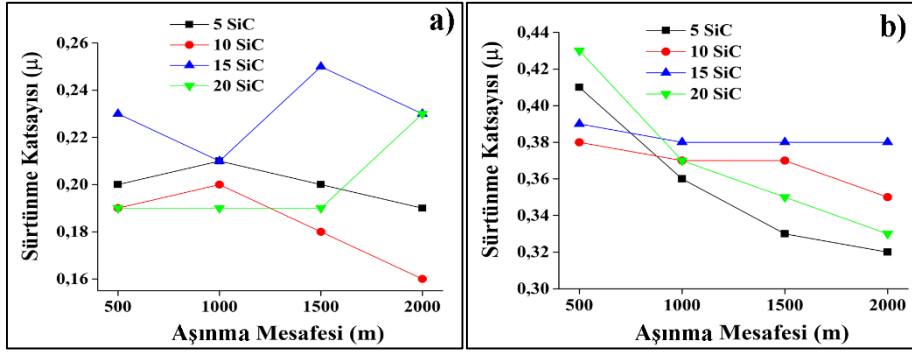 a)
5 SiC
10 SiC
15 SiC
20 SiC
Sürtünme Katsayısı (μ)
0,26
0,24
0,22
0,20
0,18
0,16
500 1000 1500 2000
Aşınma Mesafesi (m)
b)
5 SiC
10 SiC
15 SiC
20 SiC
Sürtünme Katsayısı (μ)
0,44
0,42
0,40
0,38
0,36
0,34
0,32
0,30
500 1000 1500 2000
Aşınma Mesafesi (m)